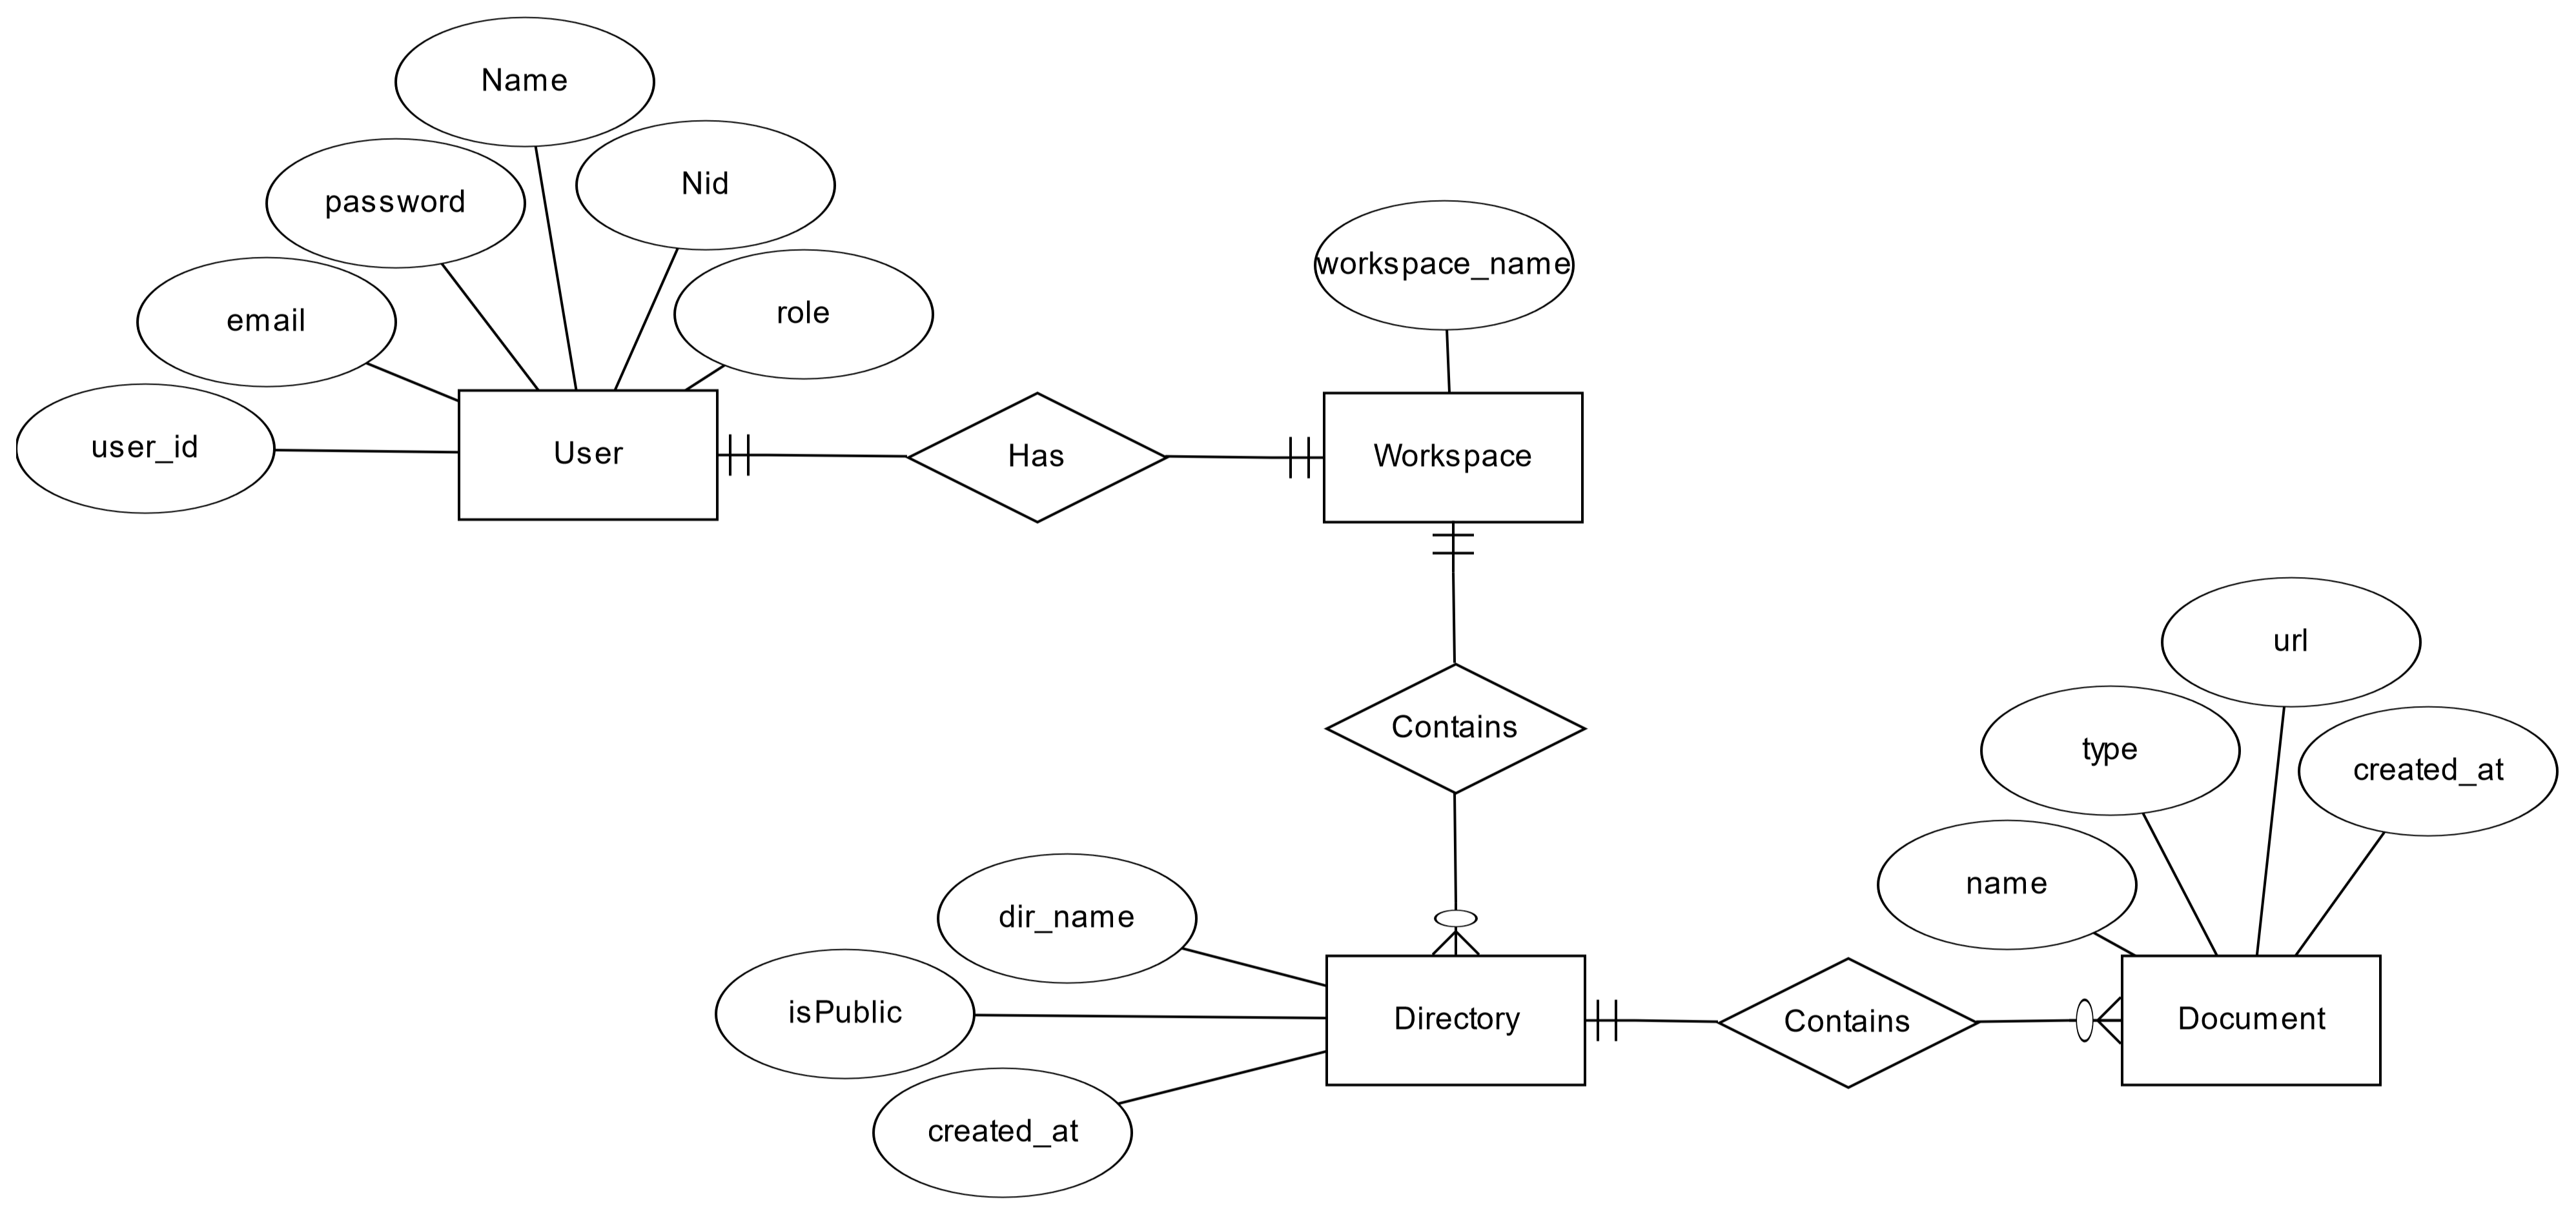 Name
Nid
password
workspace_name
role
email
user_id
User
Has
Workspace
url
Contains
type
created_at
name
dir_name
isPublic
Directory
Contains
Document
created_at